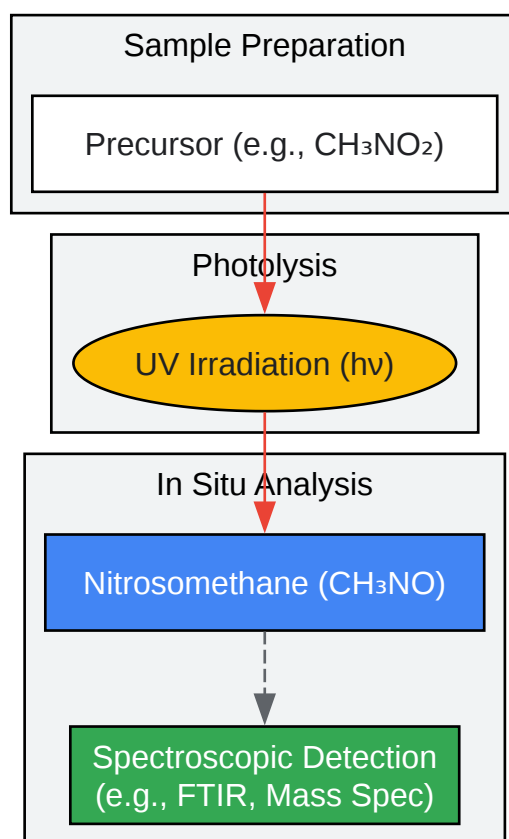 Sample Preparation
Precursor (e.g., CH₃NO₂)
Photolysis
UV Irradiation (hν)
In Situ Analysis
Nitrosomethane (CH₃NO)
Spectroscopic Detection
(e.g., FTIR, Mass Spec)